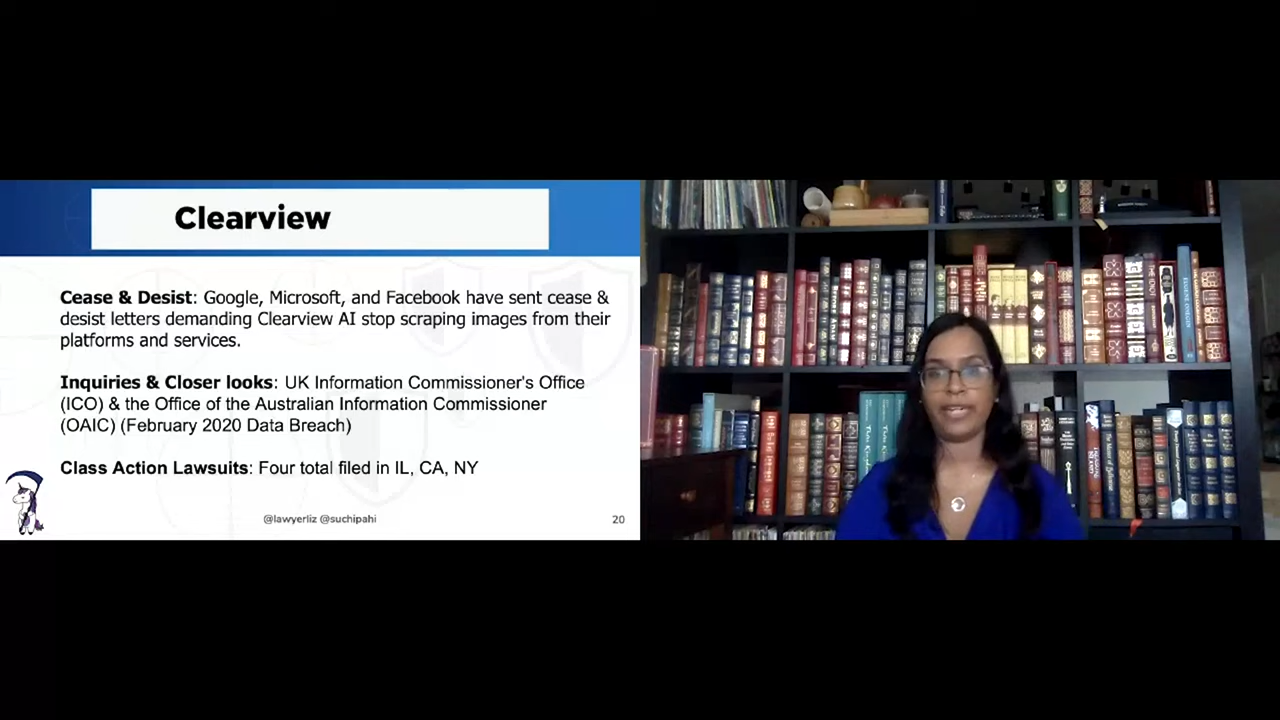 Clearview
Cease & Desist: Google, Microsoft, and Facebook have sent cease &
desist letters demanding Clearview AI stop scraping images from their
platforms and services.
Inquiries & Closer looks: UK Information Commissioner's Office
(ICO) & the Office of the Australian Information Commissioner
(OAIC) (February 2020 Data Breach)
Class Action Lawsuits: Four total filed in IL, CA, NY
@lawyerliz @suchipahi
20